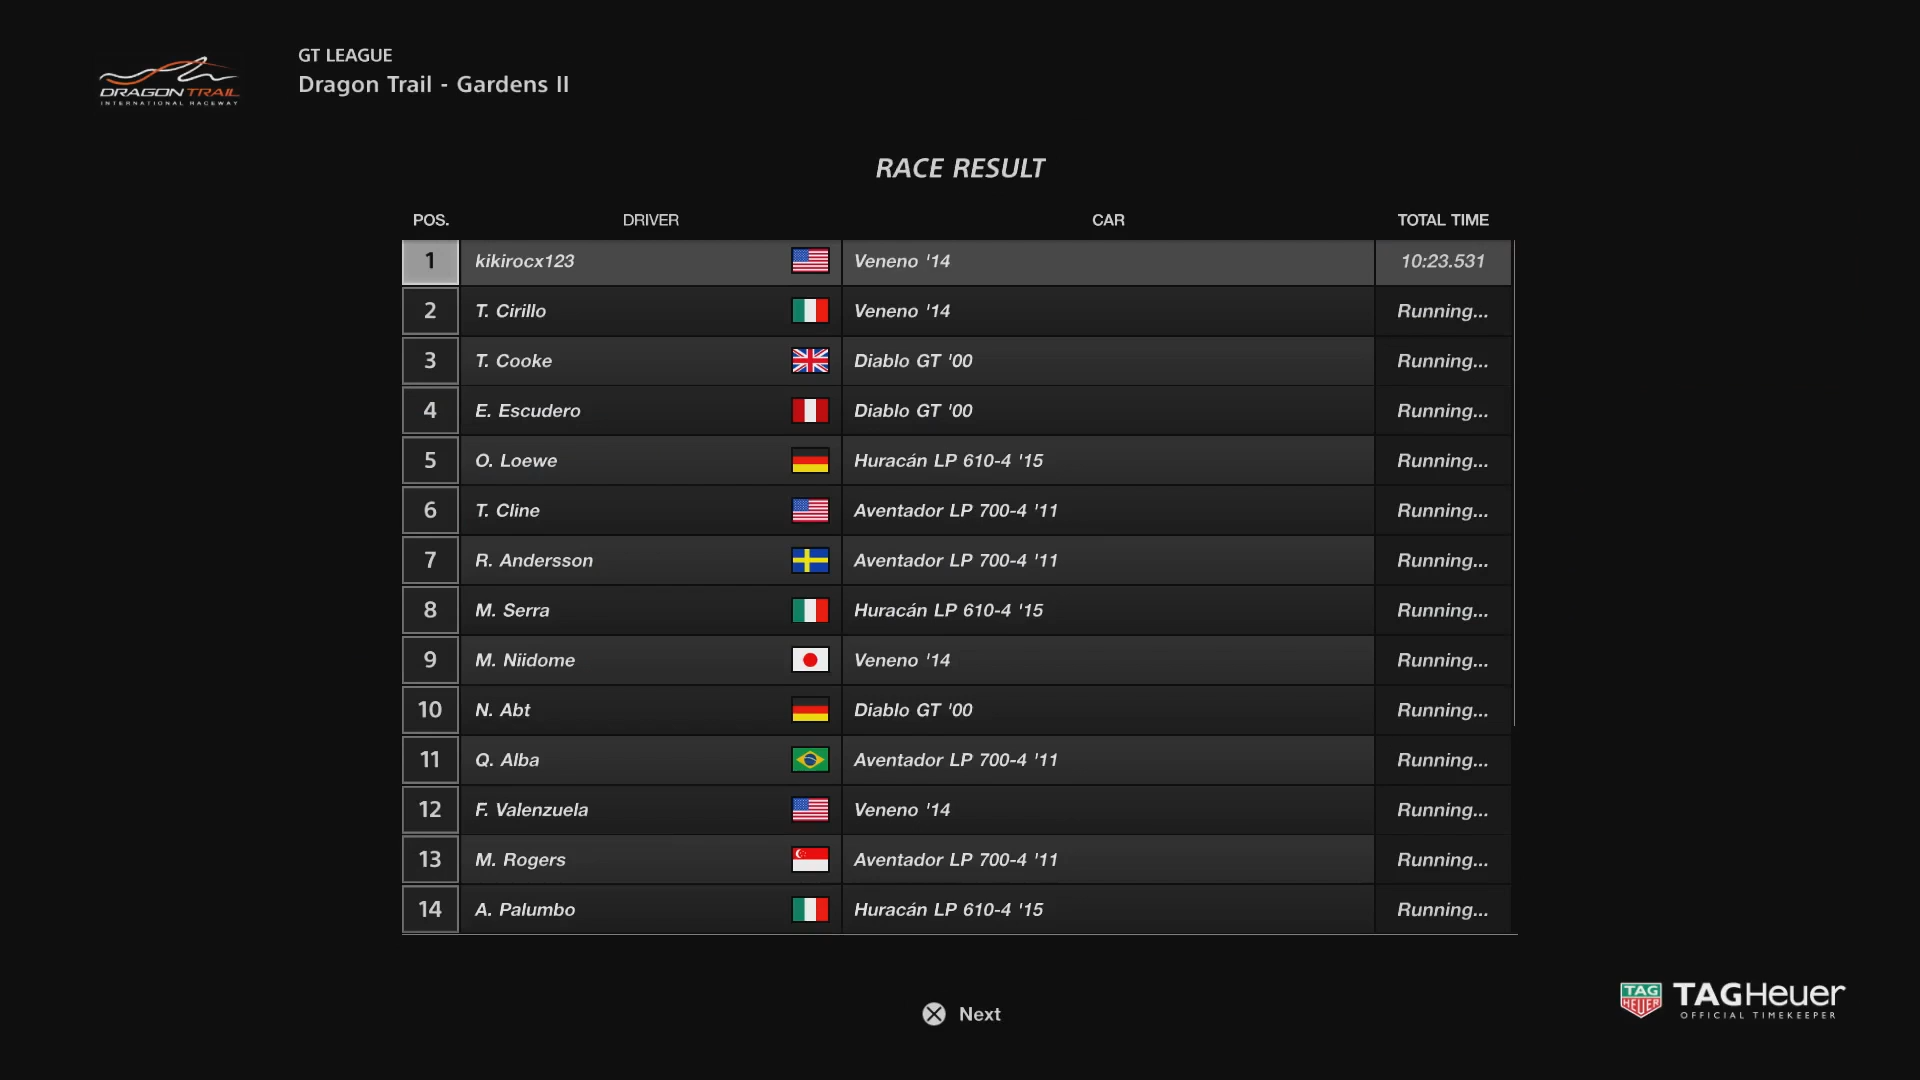 DRAGON TRAIL
INTERNATIONAL RACEWAY
GT LEAGUE
Dragon Trail - Gardens II
RACE RESULT
POS. DRIVER CAR TOTAL TIME
1 kikirocx123 Veneno '14 10:23.531
2 T. Cirillo Veneno '14 Running...
3 T. Cooke Diablo GT '00 Running...
4 E. Escudero Diablo GT '00 Running...
5 O. Loewe Huracán LP 610-4 '15 Running...
6 T. Cline Aventador LP 700-4 '11 Running...
7 R. Andersson Aventador LP 700-4 '11 Running...
8 M. Serra Huracán LP 610-4 '15 Running...
9 M. Niidome Veneno '14 Running...
10 N. Abt Diablo GT '00 Running...
11 Q. Alba Aventador LP 700-4 '11 Running...
12 F. Valenzuela Veneno '14 Running...
13 M. Rogers Aventador LP 700-4 '11 Running...
14 A. Palumbo Huracán LP 610-4 '15 Running...
Next
TAG HEUER
TAGHeuer
OFFICIAL TIMEKEEPER